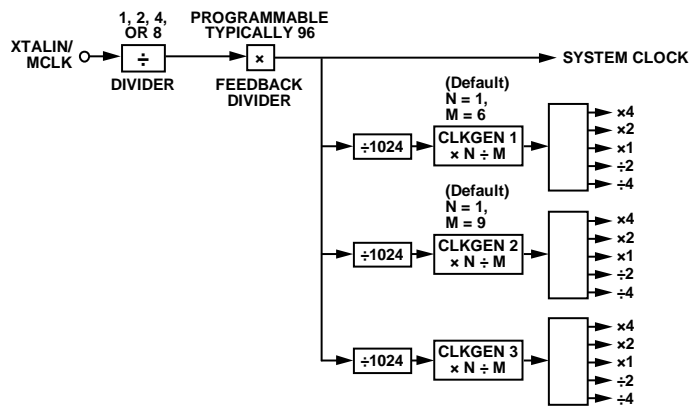 1, 2, 4,
OR 8
PROGRAMMABLE
TYPICALLY 96
XTALIN/
MCLK
÷
×
SYSTEM CLOCK
DIVIDER
FEEDBACK
DIVIDER
(Default)
N = 1,
M = 6
÷1024
CLKGEN 1
× N ÷ M
×4
×2
×1
÷2
÷4
(Default)
N = 1,
M = 9
÷1024
CLKGEN 2
× N ÷ M
×4
×2
×1
÷2
÷4
÷1024
CLKGEN 3
× N ÷ M
×4
×2
×1
÷2
÷4